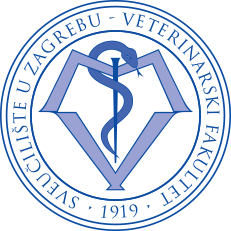 SVEUČILIŠTE U ZAGREBU - VETERINARSKI FAKULTET
· 1919 ·